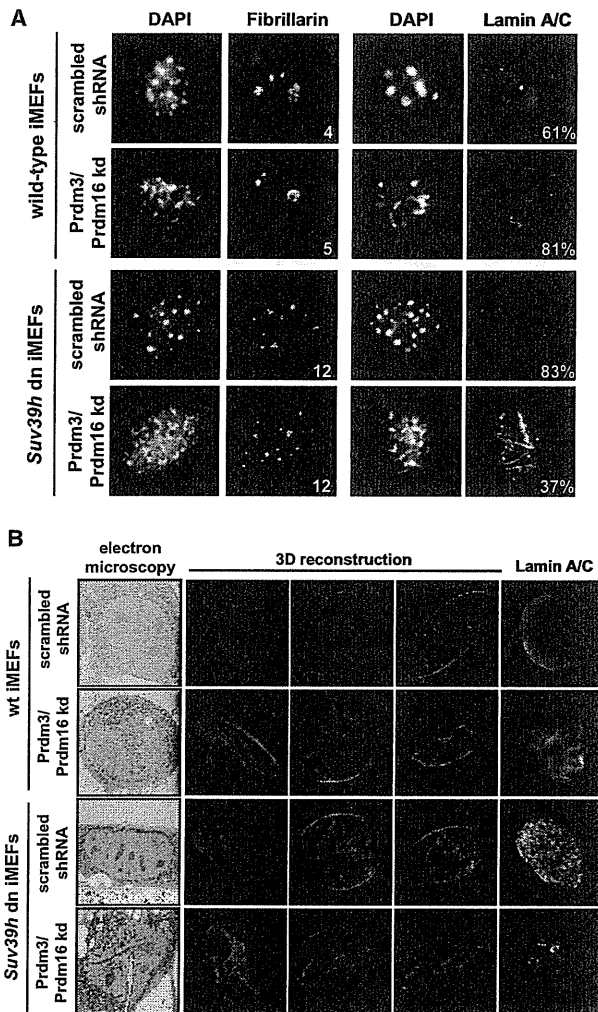 A
DAPI Fibrillarin DAPI Lamin A/C
wild-type iMEFs
scrambled
shRNA
4
61%
Prdm3/
Prdm16 kd
5
81%
Suv39h dn iMEFs
scrambled
shRNA
12
83%
Prdm3/
Prdm16 kd
12
37%
B
electron
microscopy
3D reconstruction
Lamin A/C
wt iMEFs
scrambled
shRNA
Prdm3/
Prdm16 kd
Suv39h dn iMEFs
scrambled
shRNA
Prdm3/
Prdm16 kd